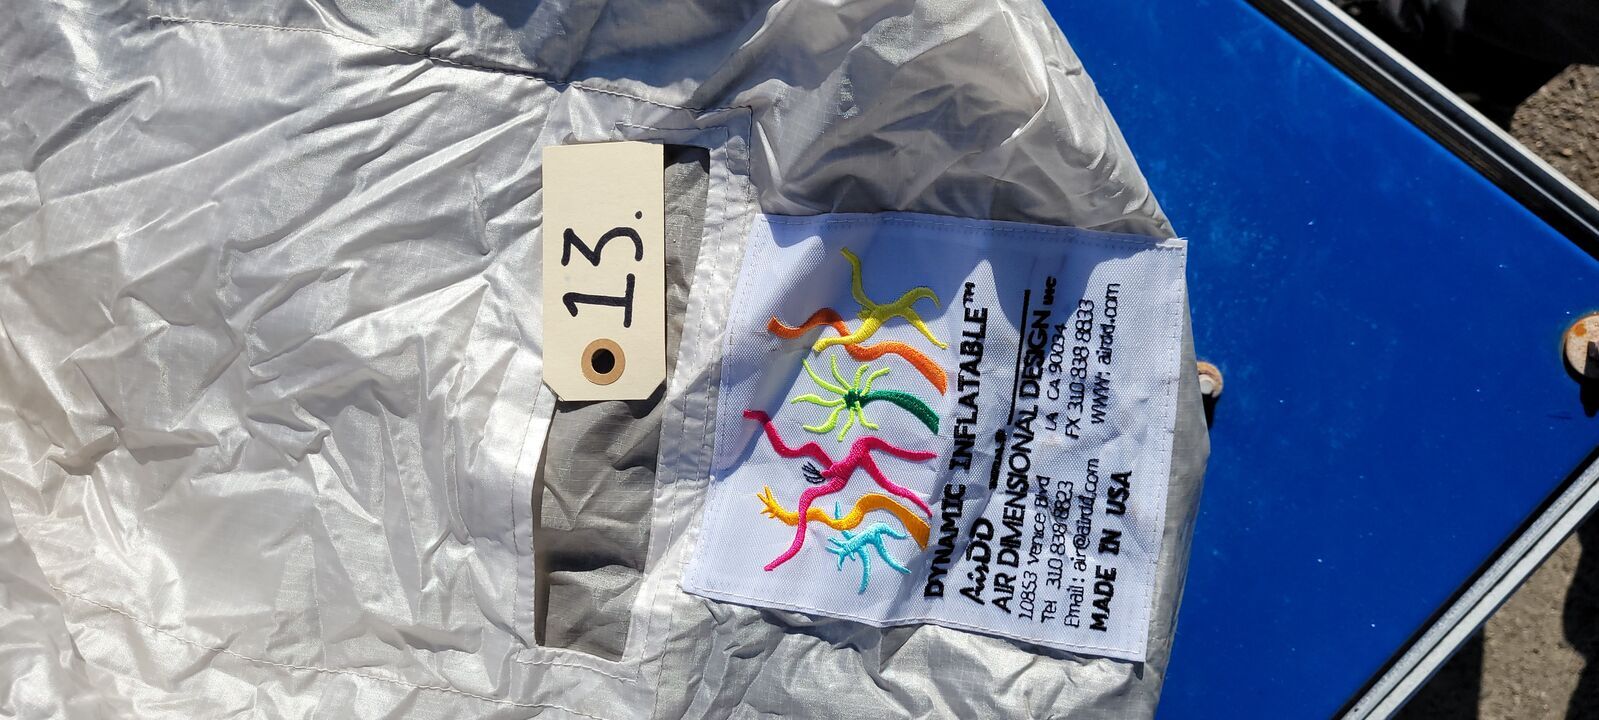 13.
DYNAMIC INFLATABLE™
AirDD
AIR DIMENSIONAL DESIGN INC
10853 Venice Blvd LA CA 90034
Tel 310 838 8823 FX 310 838 8833
Email: air@airdd.com WWW. airdd.com
MADE IN USA